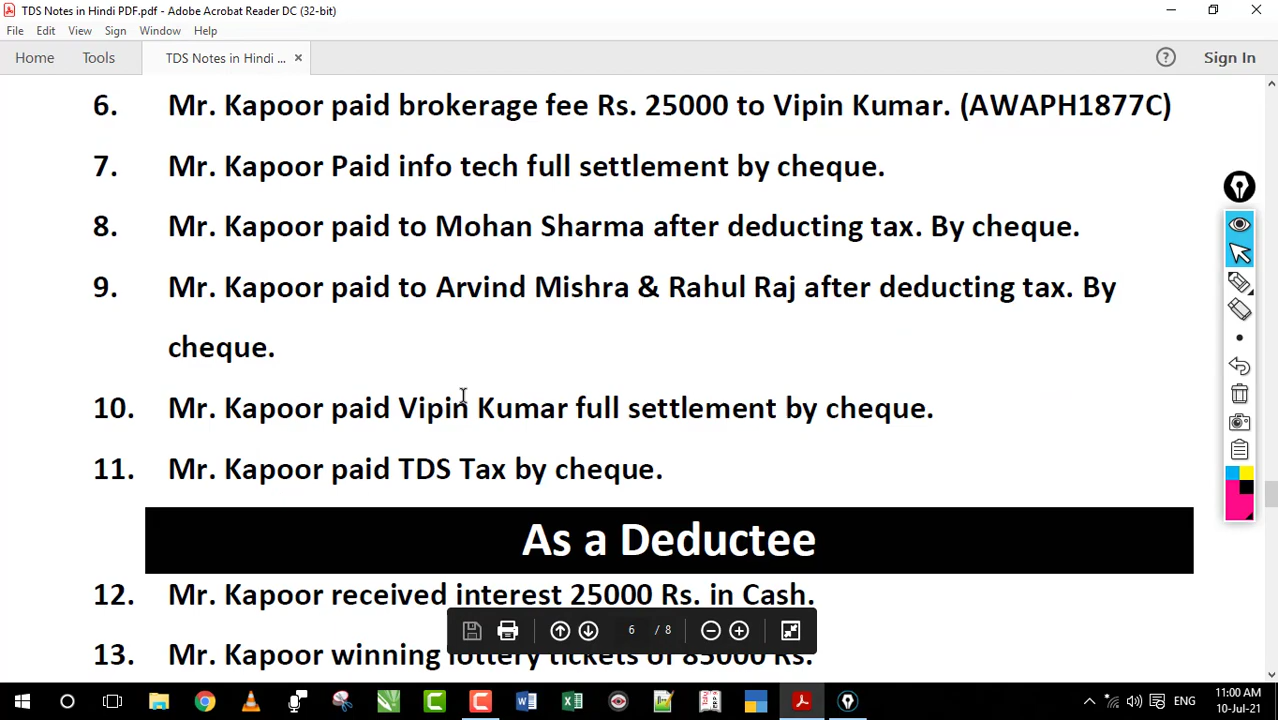 TDS Notes in Hindi PDF.pdf - Adobe Acrobat Reader DC (32-bit)
File Edit View Sign Window Help
Home Tools TDS Notes in Hindi ... × Sign In
6. Mr. Kapoor paid brokerage fee Rs. 25000 to Vipin Kumar. (AWAPH1877C)
7. Mr. Kapoor Paid info tech full settlement by cheque.
8. Mr. Kapoor paid to Mohan Sharma after deducting tax. By cheque.
9. Mr. Kapoor paid to Arvind Mishra & Rahul Raj after deducting tax. By
cheque.
10. Mr. Kapoor paid Vipin Kumar full settlement by cheque.
11. Mr. Kapoor paid TDS Tax by cheque.
As a Deductee
12. Mr. Kapoor received interest 25000 Rs. in Cash.
6 / 8
13. Mr. Kapoor winning lottery tickets of 85000 Rs.
ENG
11:00 AM
10-Jul-21